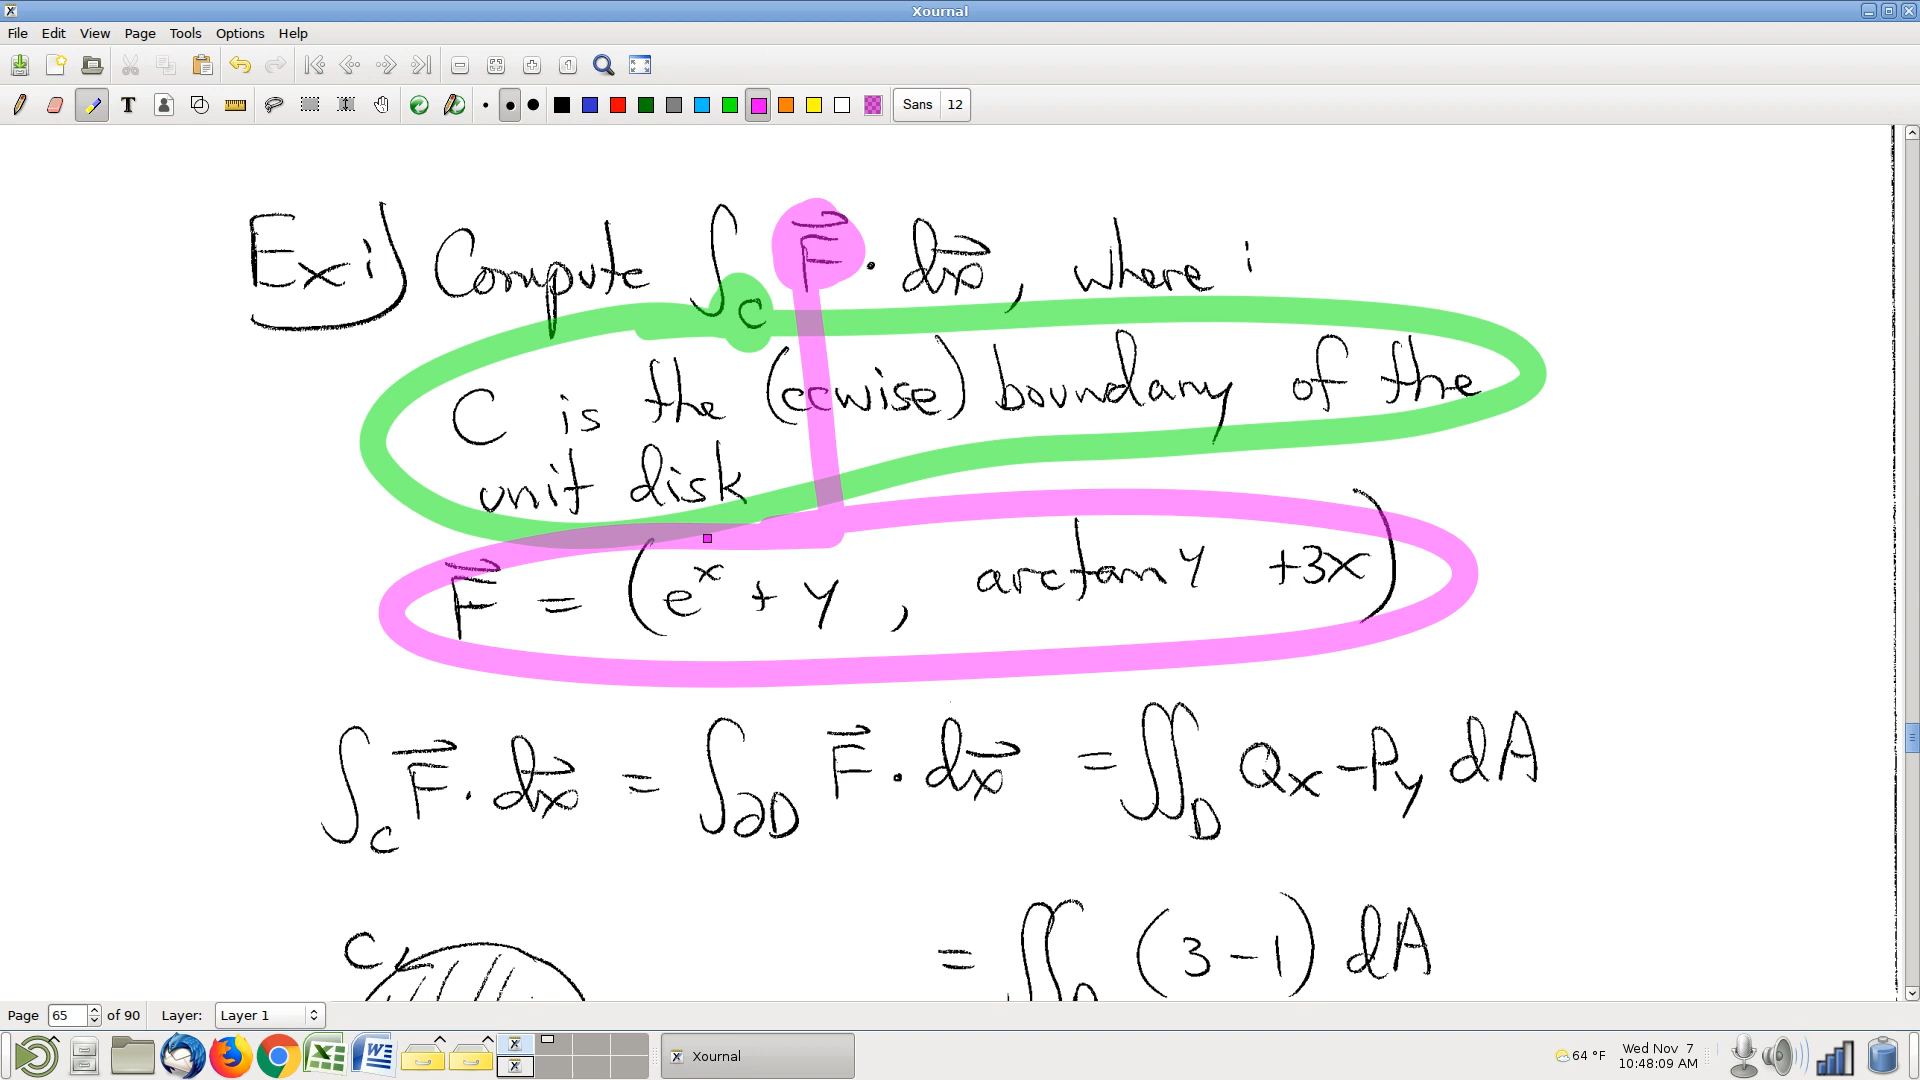 Xournal
File Edit View Page Tools Options Help
Sans 12
Ex:) Compute ∫_C F⃗ · dx⃗ , where :
C is the (ccwise) boundary of the
unit disk
F⃗ = (e^x + y , arctan y +3x)
∫_C F⃗ · dx⃗ = ∫_∂D F⃗ · dx⃗ = ∬_D Qx - Py dA
C = ∬_D (3-1) dA
Page 65 of 90 Layer: Layer 1
Xournal
64 °F
Wed Nov 7
10:48:09 AM